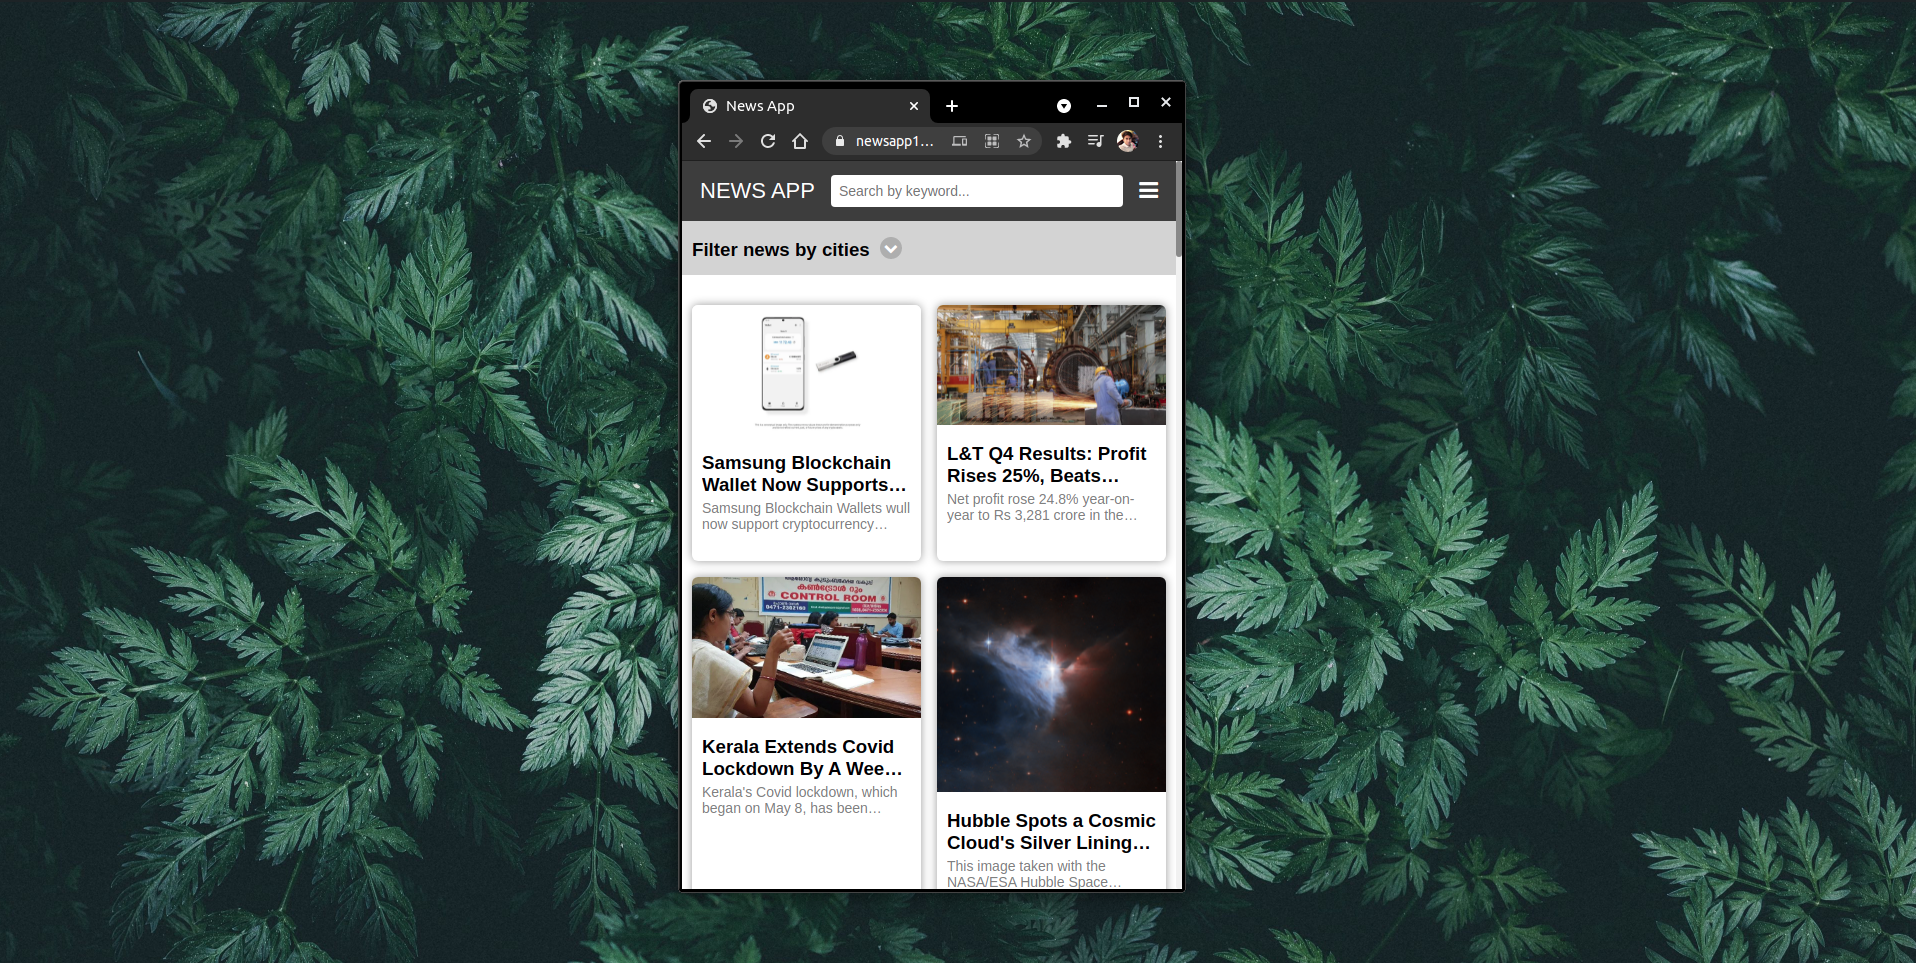 News App
newsapp1...
NEWS APP
Search by keyword...
Filter news by cities
Samsung Blockchain
Wallet Now Supports...
Samsung Blockchain Wallets wull
now support cryptocurrency...
L&T Q4 Results: Profit
Rises 25%, Beats...
Net profit rose 24.8% year-on-
year to Rs 3,281 crore in the...
കൺട്രോൾ റൂം
CONTROL ROOM
0471-2302160
Kerala Extends Covid
Lockdown By A Wee...
Kerala's Covid lockdown, which
began on May 8, has been...
Hubble Spots a Cosmic
Cloud's Silver Lining...
This image taken with the
NASA/ESA Hubble Space...